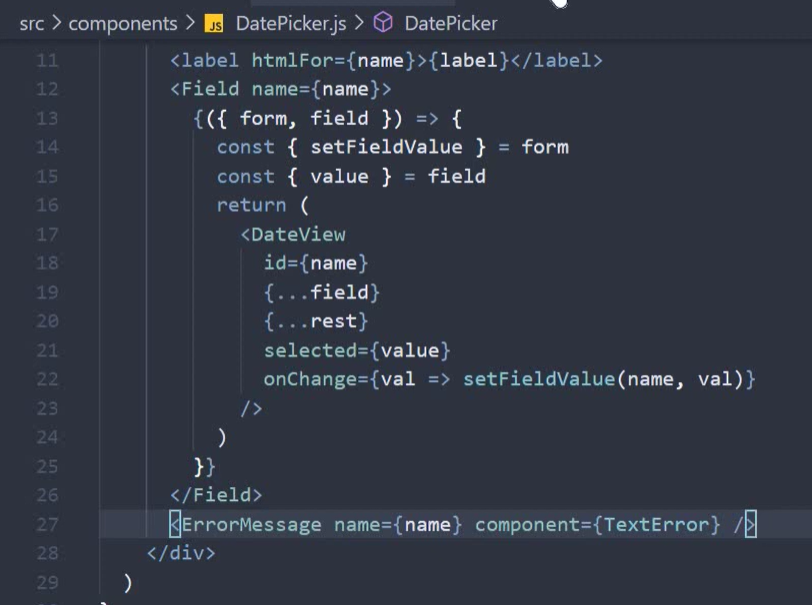 src > components > JS DatePicker.js > DatePicker
11 <label htmlFor={name}>{label}</label>
12 <Field name={name}>
13 {({ form, field }) => {
14 const { setFieldValue } = form
15 const { value } = field
16 return (
17 <DateView
18 id={name}
19 {...field}
20 {...rest}
21 selected={value}
22 onChange={val => setFieldValue(name, val)}
23 />
24 )
25 }}
26 </Field>
27 <ErrorMessage name={name} component={TextError} />
28 </div>
29 )